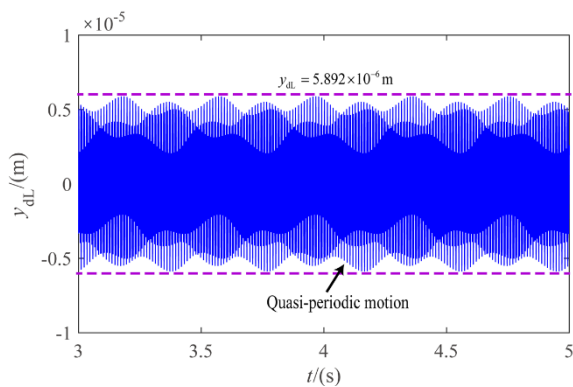 ×10⁻⁵
1
0.5
0
-0.5
-1
y_dL/(m)
y_dL = 5.892×10⁻⁶ m
Quasi-periodic motion
3
3.5
4
4.5
5
t/(s)